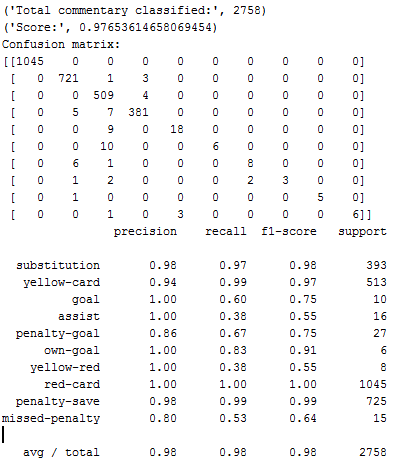 ('Total commentary classified:', 2758)
('Score:', 0.97653614658069454)
Confusion matrix:
[[1045 0 0 0 0 0 0 0 0 0]
[ 0 721 1 3 0 0 0 0 0 0]
[ 0 0 509 4 0 0 0 0 0 0]
[ 0 5 7 381 0 0 0 0 0 0]
[ 0 0 9 0 18 0 0 0 0 0]
[ 0 0 10 0 0 6 0 0 0 0]
[ 0 6 1 0 0 0 8 0 0 0]
[ 0 1 2 0 0 0 2 3 0 0]
[ 0 1 0 0 0 0 0 0 5 0]
[ 0 0 1 0 3 0 0 0 0 6]]
precision recall f1-score support
substitution 0.98 0.97 0.98 393
yellow-card 0.94 0.99 0.97 513
goal 1.00 0.60 0.75 10
assist 1.00 0.38 0.55 16
penalty-goal 0.86 0.67 0.75 27
own-goal 1.00 0.83 0.91 6
yellow-red 1.00 0.38 0.55 8
red-card 1.00 1.00 1.00 1045
penalty-save 0.98 0.99 0.99 725
missed-penalty 0.80 0.53 0.64 15
avg / total 0.98 0.98 0.98 2758